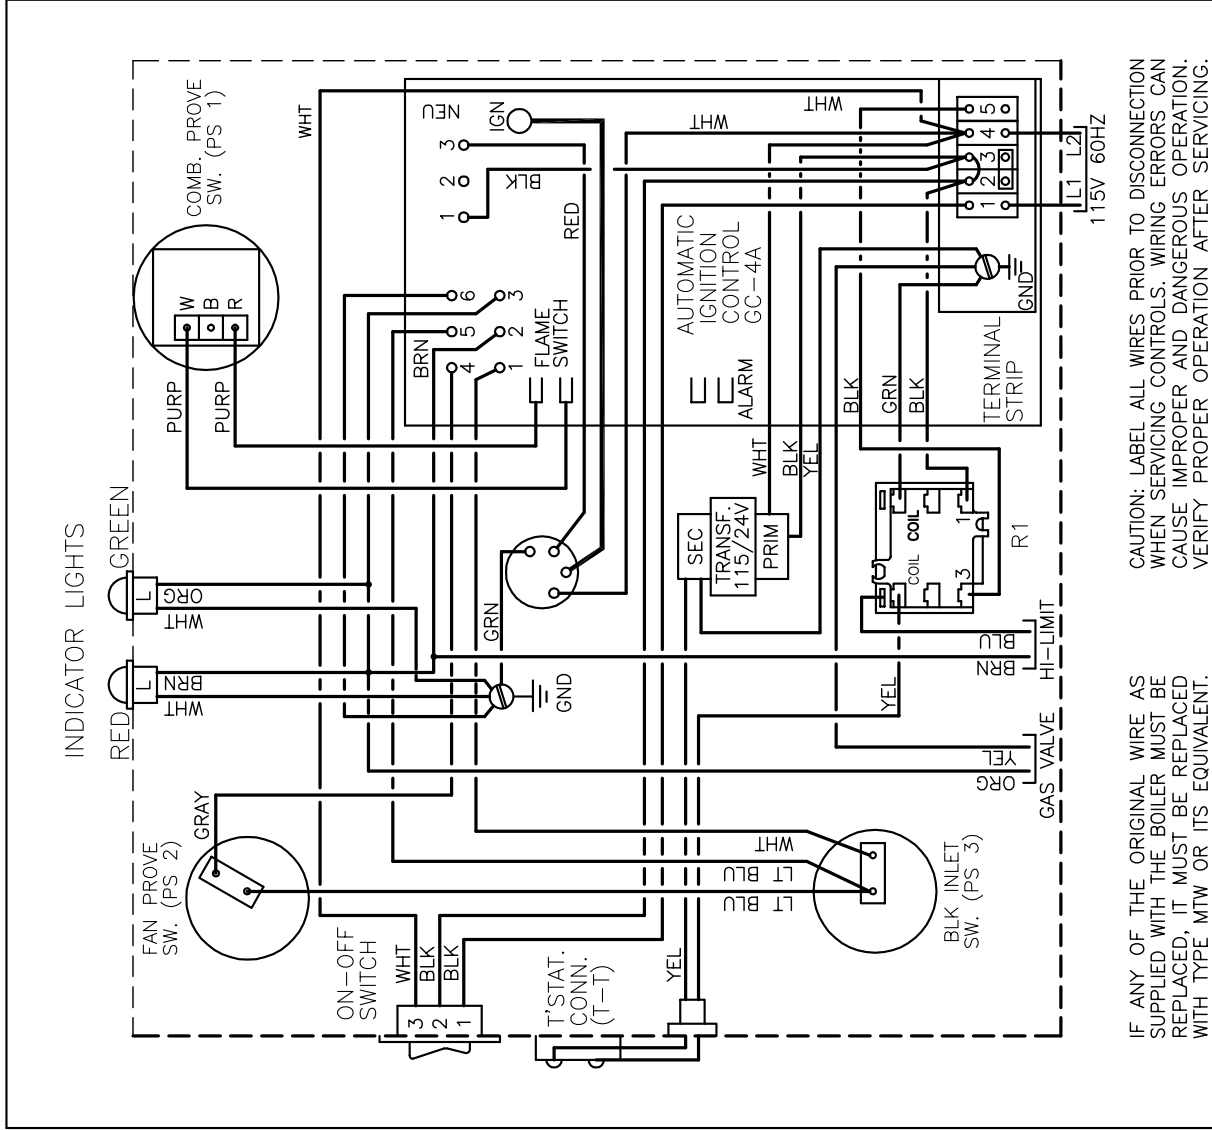 INDICATOR LIGHTS
RED
GREEN
L
L
BRN
WHT
ORG
WHT
COMB. PROVE
SW. (PS 1)
W
B
R
PURP
PURP
FAN PROVE
SW. (PS 2)
GRAY
WHT
NEU
IGN
3
2
1
BLK
RED
WHT
WHT
6
5
4
3
2
1
BRN
FLAME
SWITCH
AUTOMATIC
IGNITION
CONTROL
GC-4A
ALARM
TERMINAL
STRIP
5
4
3
2
1
GND
L1
L2
115V 60HZ
BLK
GRN
BLK
WHT
BLK
YEL
SEC
TRANSF.
115/24V
PRIM
COIL
COIL
1
3
R1
GRN
GND
BLU
BRN
HI-LIMIT
YEL
YEL
ORG
GAS VALVE
WHT
LT BLU
LT BLU
BLK INLET
SW. (PS 3)
ON-OFF
SWITCH
WHT
BLK
BLK
3
2
1
T'STAT.
CONN.
(T-T)
YEL
IF ANY OF THE ORIGINAL WIRE AS
SUPPLIED WITH THE BOILER MUST BE
REPLACED, IT MUST BE REPLACED
WITH TYPE MTW OR ITS EQUIVALENT.
CAUTION: LABEL ALL WIRES PRIOR TO DISCONNECTION
WHEN SERVICING CONTROLS. WIRING ERRORS CAN
CAUSE IMPROPER AND DANGEROUS OPERATION.
VERIFY PROPER OPERATION AFTER SERVICING.